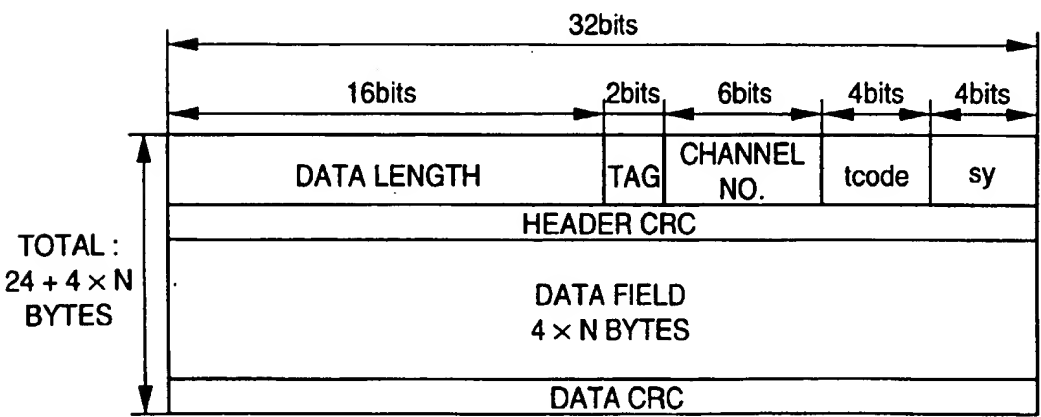 32bits
16bits 2bits 6bits 4bits 4bits
DATA LENGTH TAG CHANNEL NO. tcode sy
HEADER CRC
TOTAL :
24 + 4 × N
BYTES
DATA FIELD
4 × N BYTES
DATA CRC